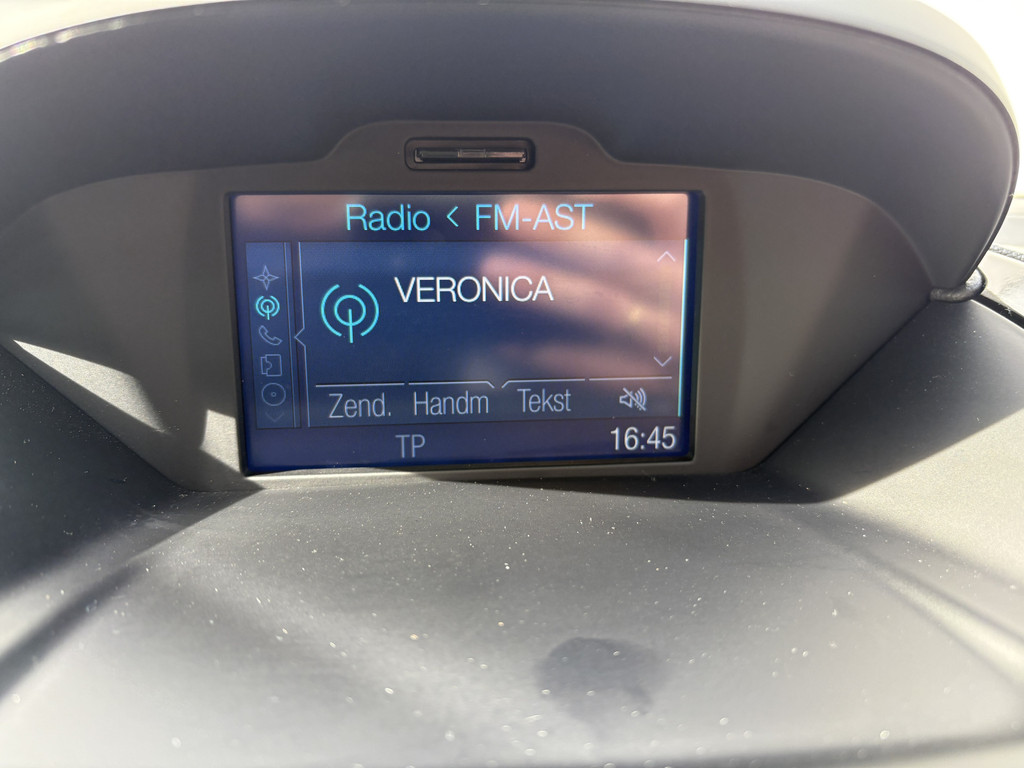 Radio < FM-AST
VERONICA
Zend. Handm Tekst
TP 16:45